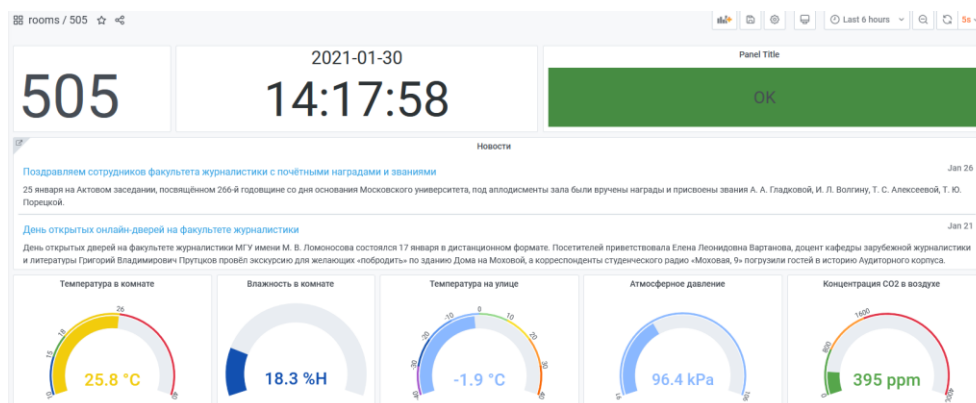 rooms / 505
Last 6 hours
5s
505
2021-01-30
14:17:58
Panel Title
OK
Новости
Поздравляем сотрудников факультета журналистики с почётными наградами и званиями
Jan 26
25 января на Актовом заседании, посвящённом 266-й годовщине со дня основания Московского университета, под аплодисменты зала были вручены награды и присвоены звания А. А. Гладковой, И. Л. Волгину, Т. С. Алексеевой, Т. Ю.
Порецкой.
День открытых онлайн-дверей на факультете журналистики
Jan 21
День открытых дверей на факультете журналистики МГУ имени М. В. Ломоносова состоялся 17 января в дистанционном формате. Посетителей приветствовала Елена Леонидовна Вартанова, доцент кафедры зарубежной журналистики
и литературы Григорий Владимирович Прутцков провёл экскурсию для желающих «побродить» по зданию Дома на Моховой, а корреспонденты студенческого радио «Моховая, 9» погрузили гостей в историю Аудиторного корпуса.
Температура в комнате
15 18 26 40
25.8 °C
Влажность в комнате
18.3 %H
Температура на улице
-30 -20 -10 0 10 20 30 40
-1.9 °C
Атмосферное давление
96.4 kPa
Концентрация CO2 в воздухе
0 800 1600
395 ppm